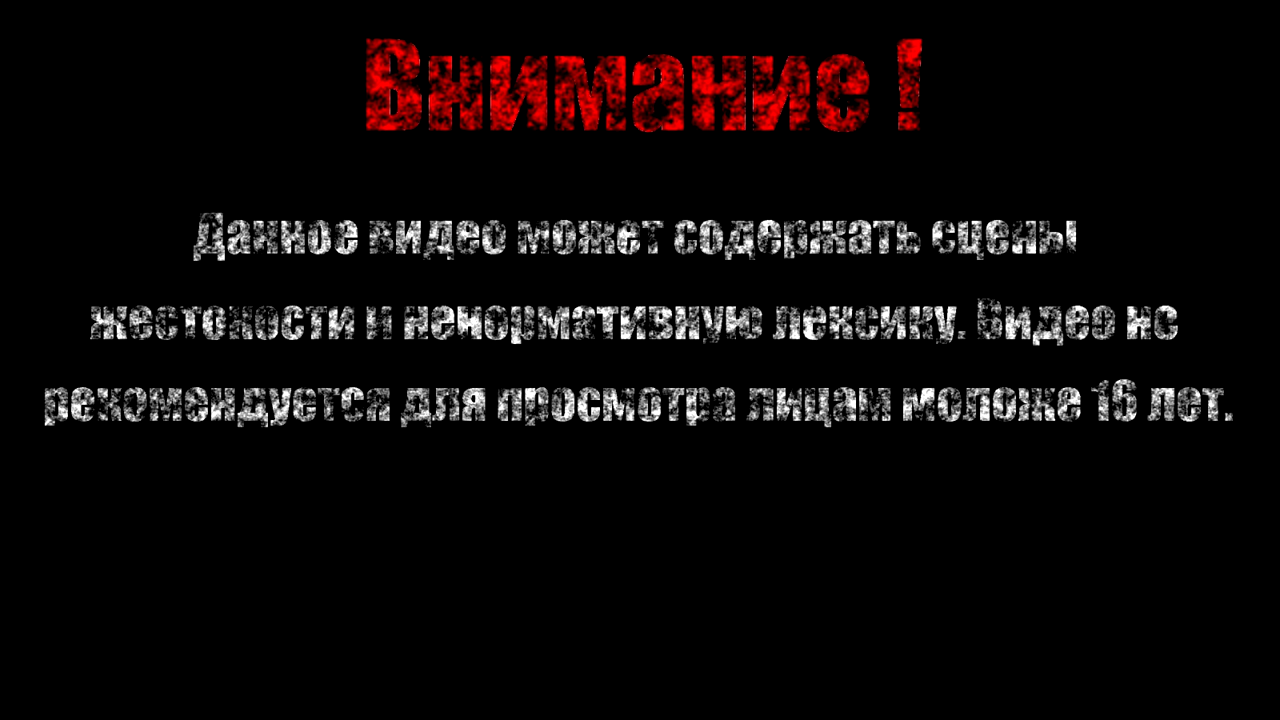 Внимание !
Данное видео может содержать сцены
жестокости и ненормативную лексику. Видео не
рекомендуется для просмотра лицам моложе 16 лет.